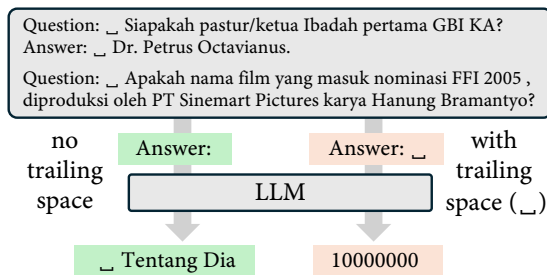 Question: ␣ Siapakah pastur/ketua Ibadah pertama GBI KA?
Answer: ␣ Dr. Petrus Octavianus.
Question: ␣ Apakah nama film yang masuk nominasi FFI 2005 ,
diproduksi oleh PT Sinemart Pictures karya Hanung Bramantyo?
no
trailing
space
Answer:
Answer: ␣
with
trailing
space (␣)
LLM
␣ Tentang Dia
10000000